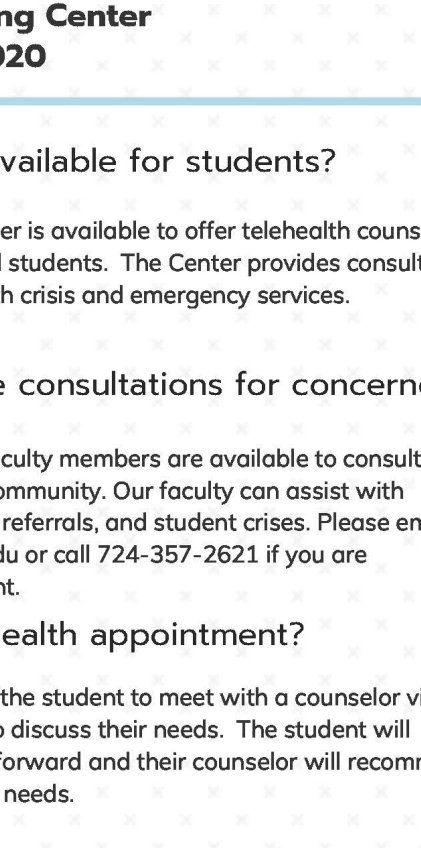 ng Center
020
vailable for students?
er is available to offer telehealth couns
l students. The Center provides consult
h crisis and emergency services.
e consultations for concern
culty members are available to consult
ommunity. Our faculty can assist with
referrals, and student crises. Please em
du or call 724-357-2621 if you are
nt.
ealth appointment?
the student to meet with a counselor vi
o discuss their needs. The student will
forward and their counselor will recomm
needs.